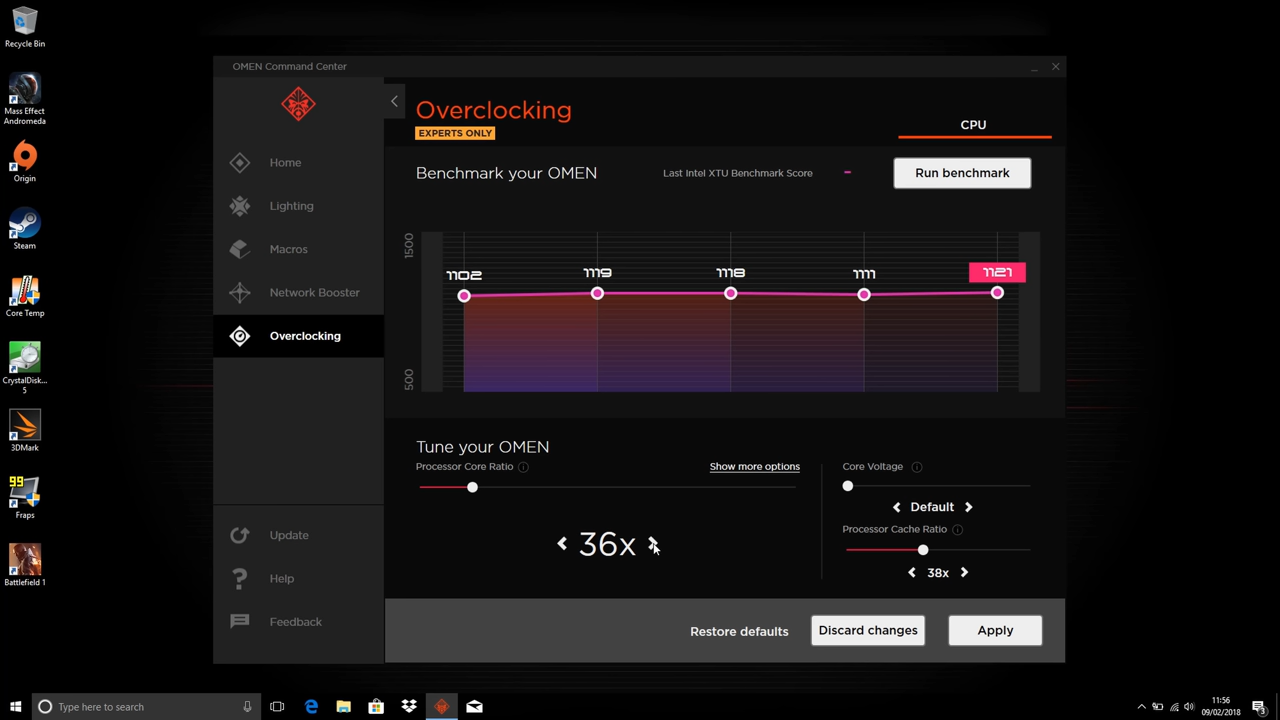 Recycle Bin
Mass Effect
Andromeda
Origin
Steam
Core Temp
CrystalDisk...
5
3DMark
99
Fraps
Battlefield 1
OMEN Command Center
Home
Lighting
Macros
Network Booster
Overclocking
Update
Help
Feedback
Overclocking
EXPERTS ONLY
CPU
Benchmark your OMEN
Last Intel XTU Benchmark Score
-
Run benchmark
1500
500
1102
1119
1118
1111
1121
Tune your OMEN
Processor Core Ratio
Show more options
36x
Core Voltage
Default
Processor Cache Ratio
38x
Restore defaults
Discard changes
Apply
Type here to search
11:56
09/02/2018
3